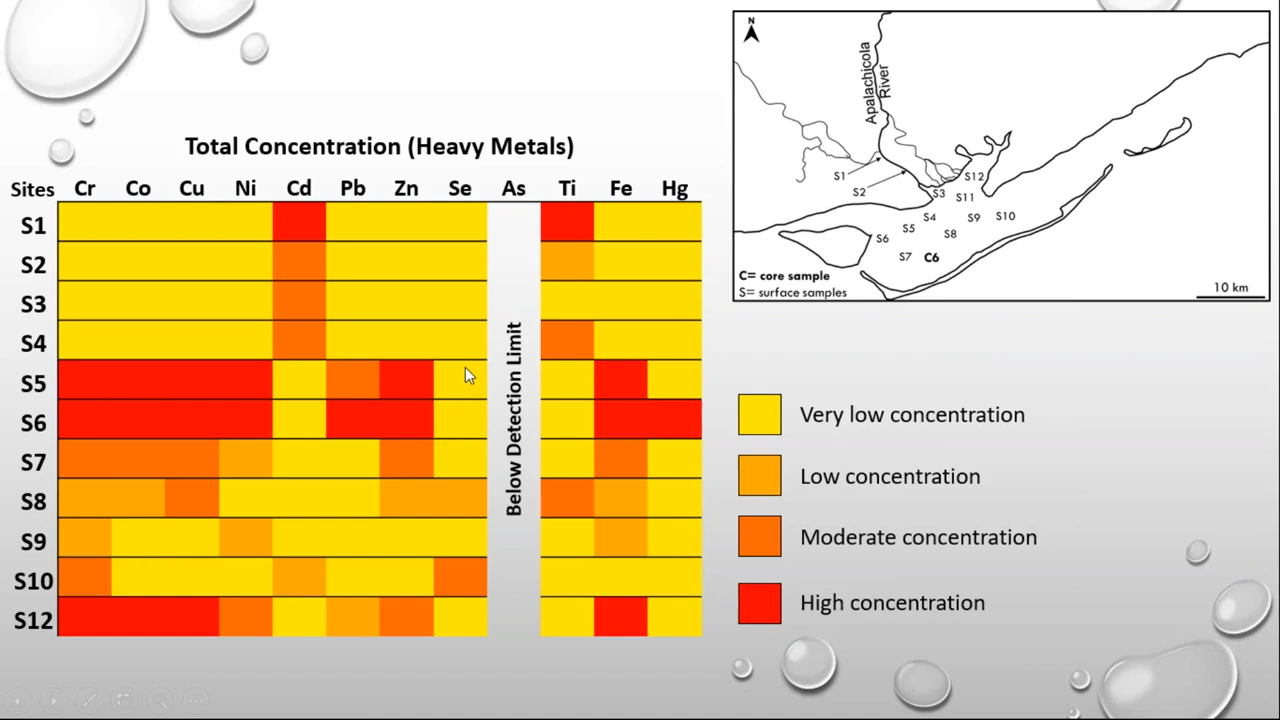 Total Concentration (Heavy Metals)
Sites Cr Co Cu Ni Cd Pb Zn Se As Ti Fe Hg
S1
S2
S3
S4
S5
S6
S7
S8
S9
S10
S12
Below Detection Limit
N
Apalachicola
River
S1
S2
S12
S3
S11
S4
S9
S10
S5
S8
S6
S7
C6
C= core sample
S= surface samples
10 km
Very low concentration
Low concentration
Moderate concentration
High concentration